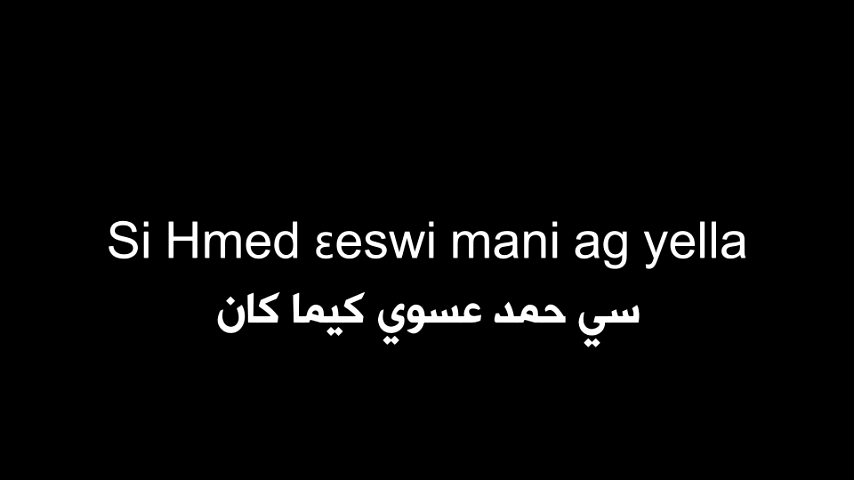 Si Hmed ɛeswi mani ag yella
سي حمد عسوي كيما كان